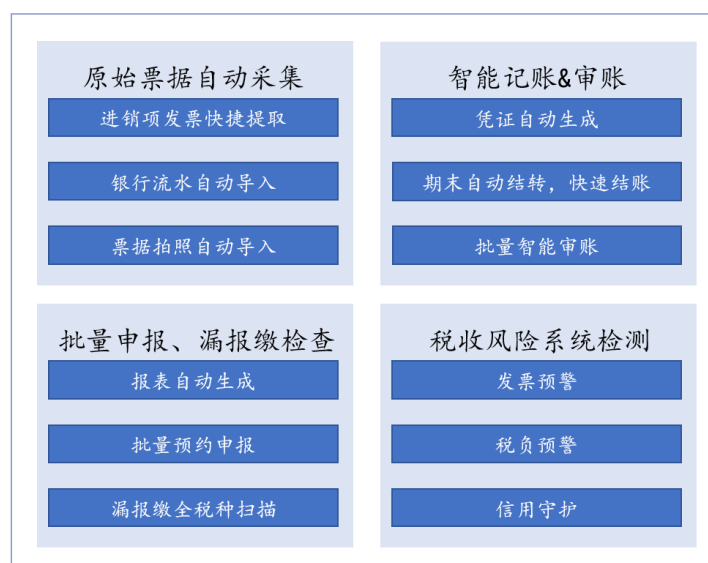 原始票据自动采集
进销项发票快捷提取
银行流水自动导入
票据拍照自动导入
智能记账&审账
凭证自动生成
期末自动结转，快速结账
批量智能审账
批量申报、漏报缴检查
报表自动生成
批量预约申报
漏报缴全税种扫描
税收风险系统检测
发票预警
税负预警
信用守护